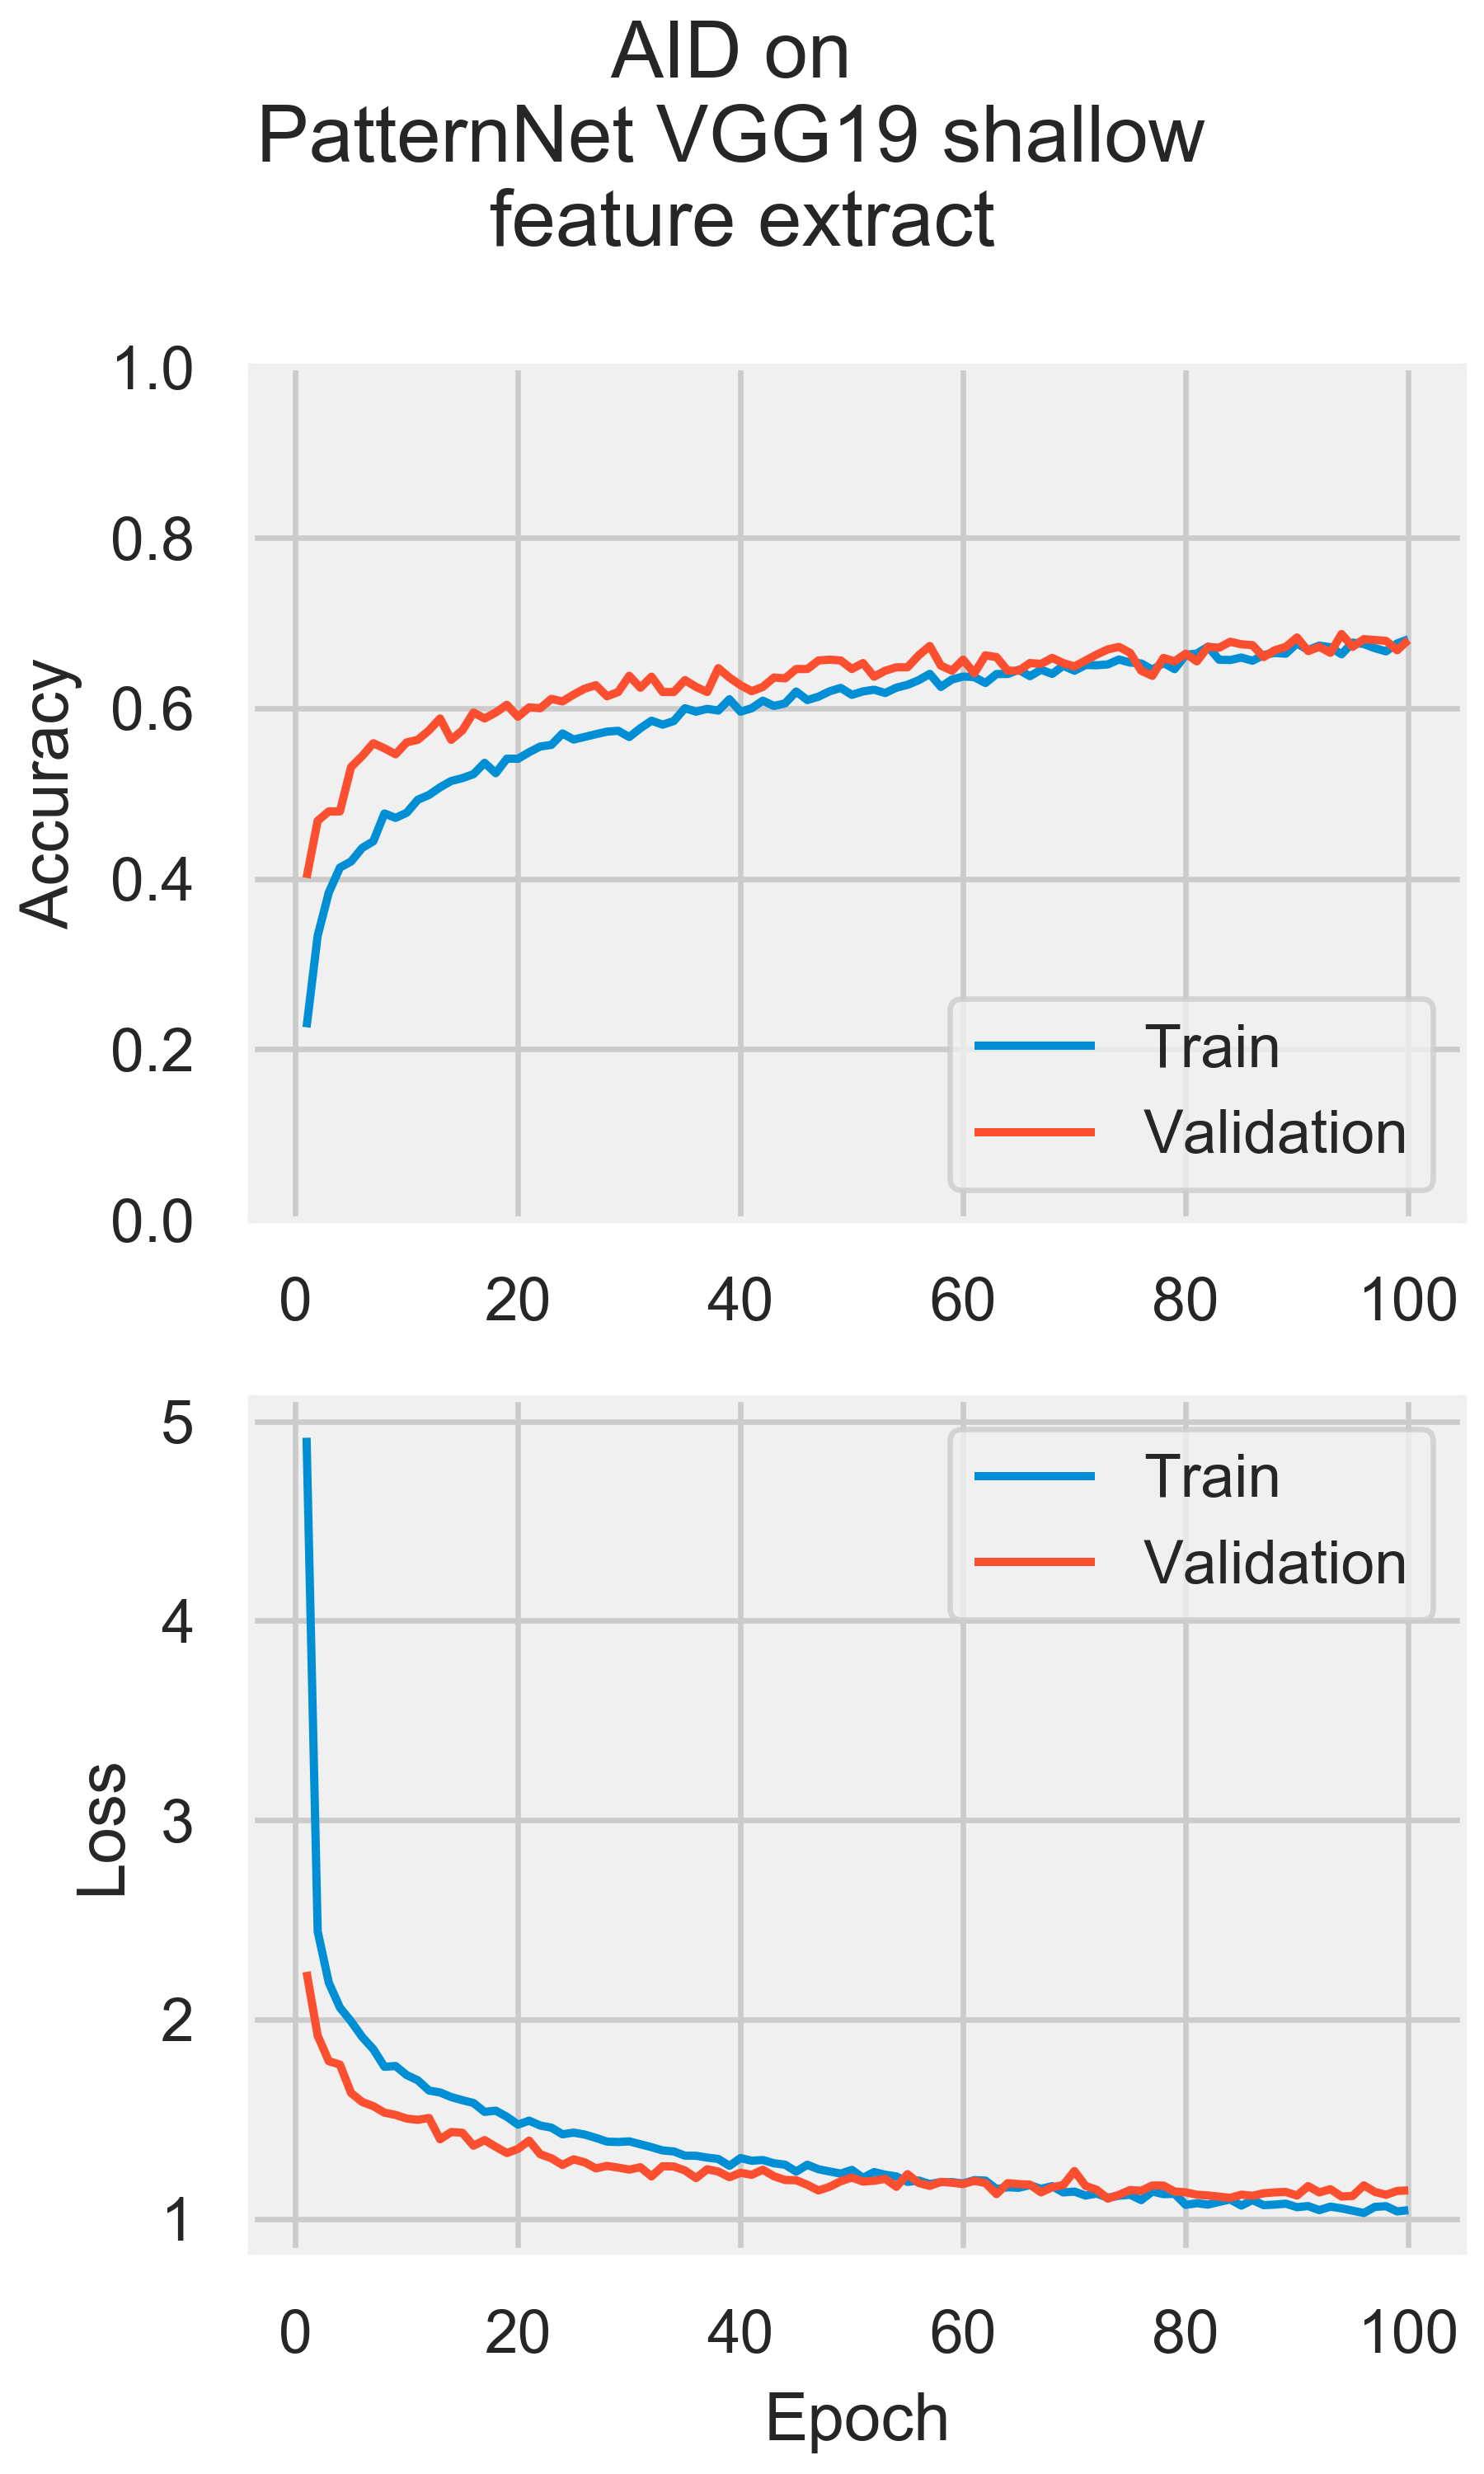 AID on
PatternNet VGG19 shallow
feature extract
1.0
0.8
0.6
0.4
0.2
0.0
Accuracy
Train
Validation
0 20 40 60 80 100
5
4
3
2
1
Loss
Train
Validation
0 20 40 60 80 100
Epoch